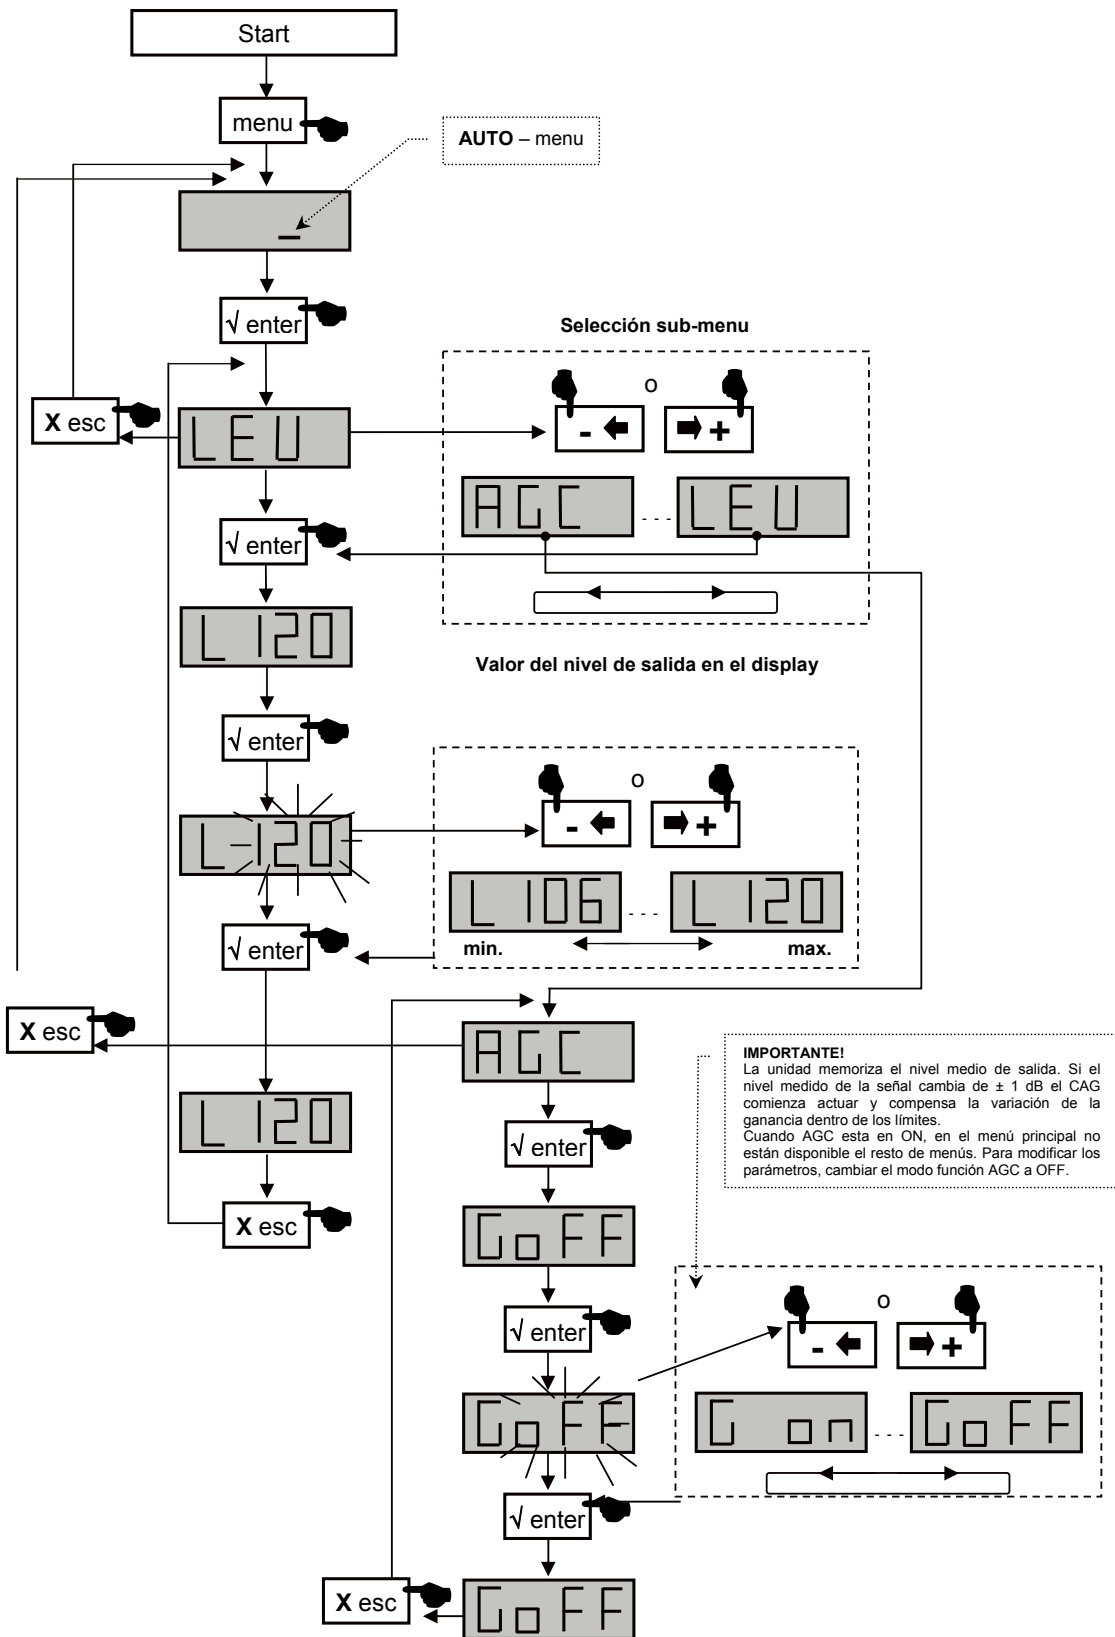 Start
menu
AUTO – menu
√ enter
Selección sub-menu
o
X esc
LEU
- +
AGC - - - LEU
√ enter
L120
Valor del nivel de salida en el display
√ enter
o
- +
L120
L106 - - - L120
min. max.
√ enter
X esc
AGC
IMPORTANTE!
La unidad memoriza el nivel medio de salida. Si el
nivel medido de la señal cambia de ± 1 dB el CAG
comienza actuar y compensa la variación de la
ganancia dentro de los límites.
Cuando AGC esta en ON, en el menú principal no
están disponible el resto de menús. Para modificar los
parámetros, cambiar el modo función AGC a OFF.
L120
√ enter
X esc
GoFF
o
√ enter
- +
GoFF
G on - - - GoFF
√ enter
X esc
GoFF